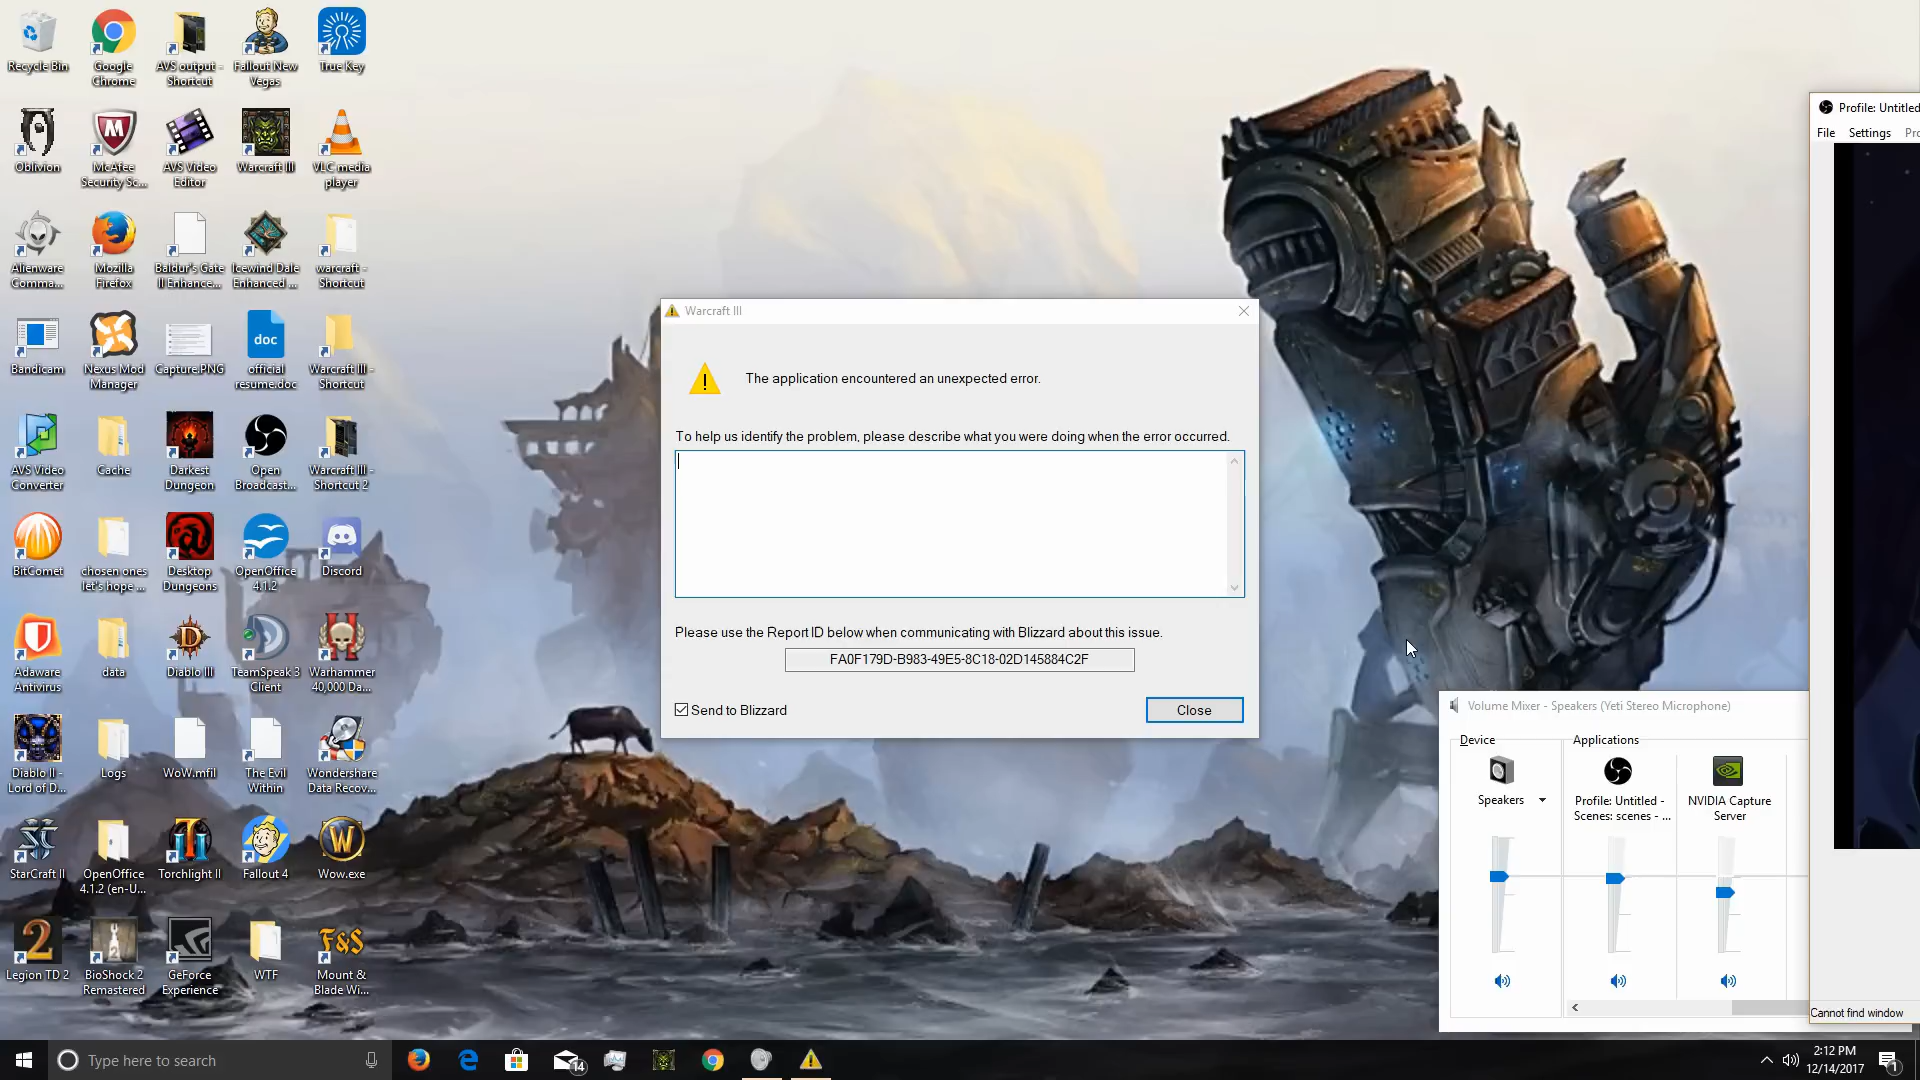 Recycle Bin
Google
Chrome
AVS output -
Shortcut
Fallout New
Vegas
True Key
Oblivion
McAfee
Security Sc...
AVS Video
Editor
Warcraft III
VLC media
player
Alienware
Comma...
Mozilla
Firefox
Baldur's Gate
II Enhance...
Icewind Dale
Enhanced ...
warcraft -
Shortcut
Bandicam
Nexus Mod
Manager
Capture.PNG
doc
official
resume.doc
Warcraft III -
Shortcut
AVS Video
Converter
Cache
Darkest
Dungeon
Open
Broadcast...
Warcraft III -
Shortcut 2
BitComet
chosen ones
let's hope ...
Desktop
Dungeons
OpenOffice
4.1.2
Discord
Adaware
Antivirus
data
Diablo III
TeamSpeak 3
Client
Warhammer
40,000 Da...
Diablo II -
Lord of D...
Logs
WoW.mfil
The Evil
Within
Wondershare
Data Recov...
StarCraft II
OpenOffice
4.1.2 (en-U...
Torchlight II
Fallout 4
Wow.exe
Legion TD 2
BioShock 2
Remastered
GeForce
Experience
WTF
F&S
Mount &
Blade Wi...
Warcraft III
The application encountered an unexpected error.
To help us identify the problem, please describe what you were doing when the error occurred.
Please use the Report ID below when communicating with Blizzard about this issue.
FA0F179D-B983-49E5-8C18-02D145884C2F
Send to Blizzard
Close
Profile: Untitled
File Settings Pro
Cannot find window
Volume Mixer - Speakers (Yeti Stereo Microphone)
Device
Applications
Speakers
Profile: Untitled -
Scenes: scenes - ...
NVIDIA Capture
Server
Type here to search
14
2:12 PM
12/14/2017
1